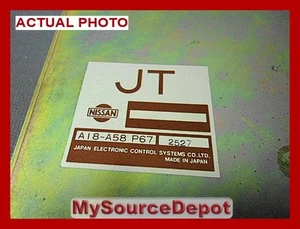 ACTUAL PHOTO
JT
NISSAN
A18-A58 P67 2527
JAPAN ELECTRONIC CONTROL SYSTEMS CO.,LTD.
MADE IN JAPAN
MySourceDepot